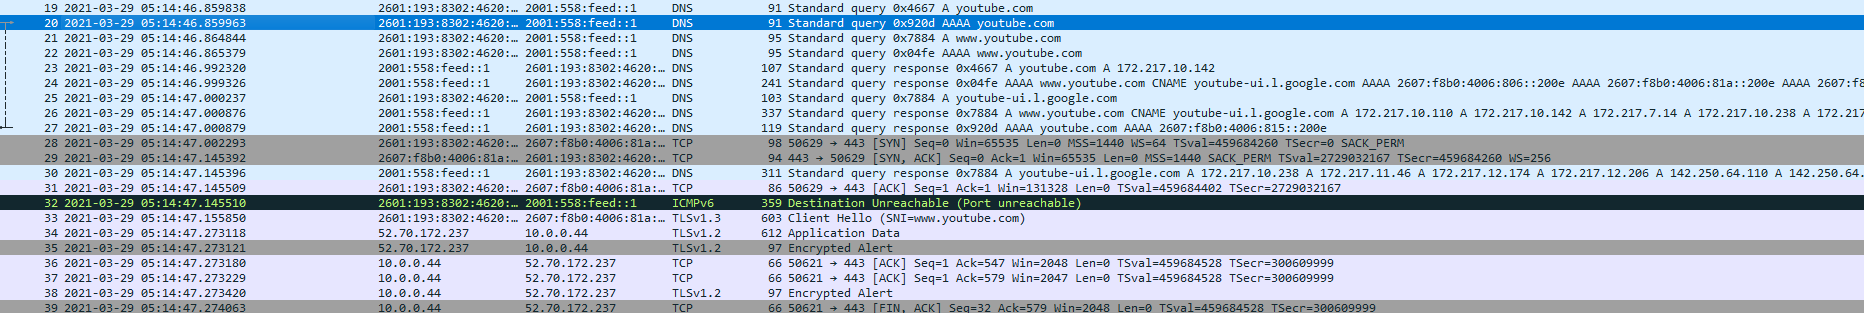 19 2021-03-29 05:14:46.859838 2601:193:8302:4620:… 2001:558:feed::1 DNS 91 Standard query 0x4667 A youtube.com
20 2021-03-29 05:14:46.859963 2601:193:8302:4620:… 2001:558:feed::1 DNS 91 Standard query 0x920d AAAA youtube.com
21 2021-03-29 05:14:46.864844 2601:193:8302:4620:… 2001:558:feed::1 DNS 95 Standard query 0x7884 A www.youtube.com
22 2021-03-29 05:14:46.865379 2601:193:8302:4620:… 2001:558:feed::1 DNS 95 Standard query 0x04fe AAAA www.youtube.com
23 2021-03-29 05:14:46.992320 2001:558:feed::1 2601:193:8302:4620:… DNS 107 Standard query response 0x4667 A youtube.com A 172.217.10.142
24 2021-03-29 05:14:46.999326 2001:558:feed::1 2601:193:8302:4620:… DNS 241 Standard query response 0x04fe AAAA www.youtube.com CNAME youtube-ui.l.google.com AAAA 2607:f8b0:4006:806::200e AAAA 2607:f8b0:4006:81a::200e AAAA 2607:f8
25 2021-03-29 05:14:47.000237 2601:193:8302:4620:… 2001:558:feed::1 DNS 103 Standard query 0x7884 A youtube-ui.l.google.com
26 2021-03-29 05:14:47.000876 2001:558:feed::1 2601:193:8302:4620:… DNS 337 Standard query response 0x7884 A www.youtube.com CNAME youtube-ui.l.google.com A 172.217.10.110 A 172.217.10.142 A 172.217.7.14 A 172.217.10.238 A 172.217
27 2021-03-29 05:14:47.000879 2001:558:feed::1 2601:193:8302:4620:… DNS 119 Standard query response 0x920d AAAA youtube.com AAAA 2607:f8b0:4006:815::200e
28 2021-03-29 05:14:47.002293 2601:193:8302:4620:… 2607:f8b0:4006:81a:… TCP 98 50629 → 443 [SYN] Seq=0 Win=65535 Len=0 MSS=1440 WS=64 TSval=459684260 TSecr=0 SACK_PERM
29 2021-03-29 05:14:47.145392 2607:f8b0:4006:81a:… 2601:193:8302:4620:… TCP 94 443 → 50629 [SYN, ACK] Seq=0 Ack=1 Win=65535 Len=0 MSS=1440 SACK_PERM TSval=2729032167 TSecr=459684260 WS=256
30 2021-03-29 05:14:47.145396 2001:558:feed::1 2601:193:8302:4620:… DNS 311 Standard query response 0x7884 A youtube-ui.l.google.com A 172.217.10.238 A 172.217.11.46 A 172.217.12.174 A 172.217.12.206 A 142.250.64.110 A 142.250.64.
31 2021-03-29 05:14:47.145509 2601:193:8302:4620:… 2607:f8b0:4006:81a:… TCP 86 50629 → 443 [ACK] Seq=1 Ack=1 Win=131328 Len=0 TSval=459684402 TSecr=2729032167
32 2021-03-29 05:14:47.145510 2601:193:8302:4620:… 2001:558:feed::1 ICMPv6 359 Destination Unreachable (Port unreachable)
33 2021-03-29 05:14:47.155850 2601:193:8302:4620:… 2607:f8b0:4006:81a:… TLSv1.3 603 Client Hello (SNI=www.youtube.com)
34 2021-03-29 05:14:47.273118 52.70.172.237 10.0.0.44 TLSv1.2 612 Application Data
35 2021-03-29 05:14:47.273121 52.70.172.237 10.0.0.44 TLSv1.2 97 Encrypted Alert
36 2021-03-29 05:14:47.273180 10.0.0.44 52.70.172.237 TCP 66 50621 → 443 [ACK] Seq=1 Ack=547 Win=2048 Len=0 TSval=459684528 TSecr=300609999
37 2021-03-29 05:14:47.273229 10.0.0.44 52.70.172.237 TCP 66 50621 → 443 [ACK] Seq=1 Ack=579 Win=2047 Len=0 TSval=459684528 TSecr=300609999
38 2021-03-29 05:14:47.273420 10.0.0.44 52.70.172.237 TLSv1.2 97 Encrypted Alert
39 2021-03-29 05:14:47.274063 10.0.0.44 52.70.172.237 TCP 66 50621 → 443 [FIN, ACK] Seq=32 Ack=579 Win=2048 Len=0 TSval=459684528 TSecr=300609999